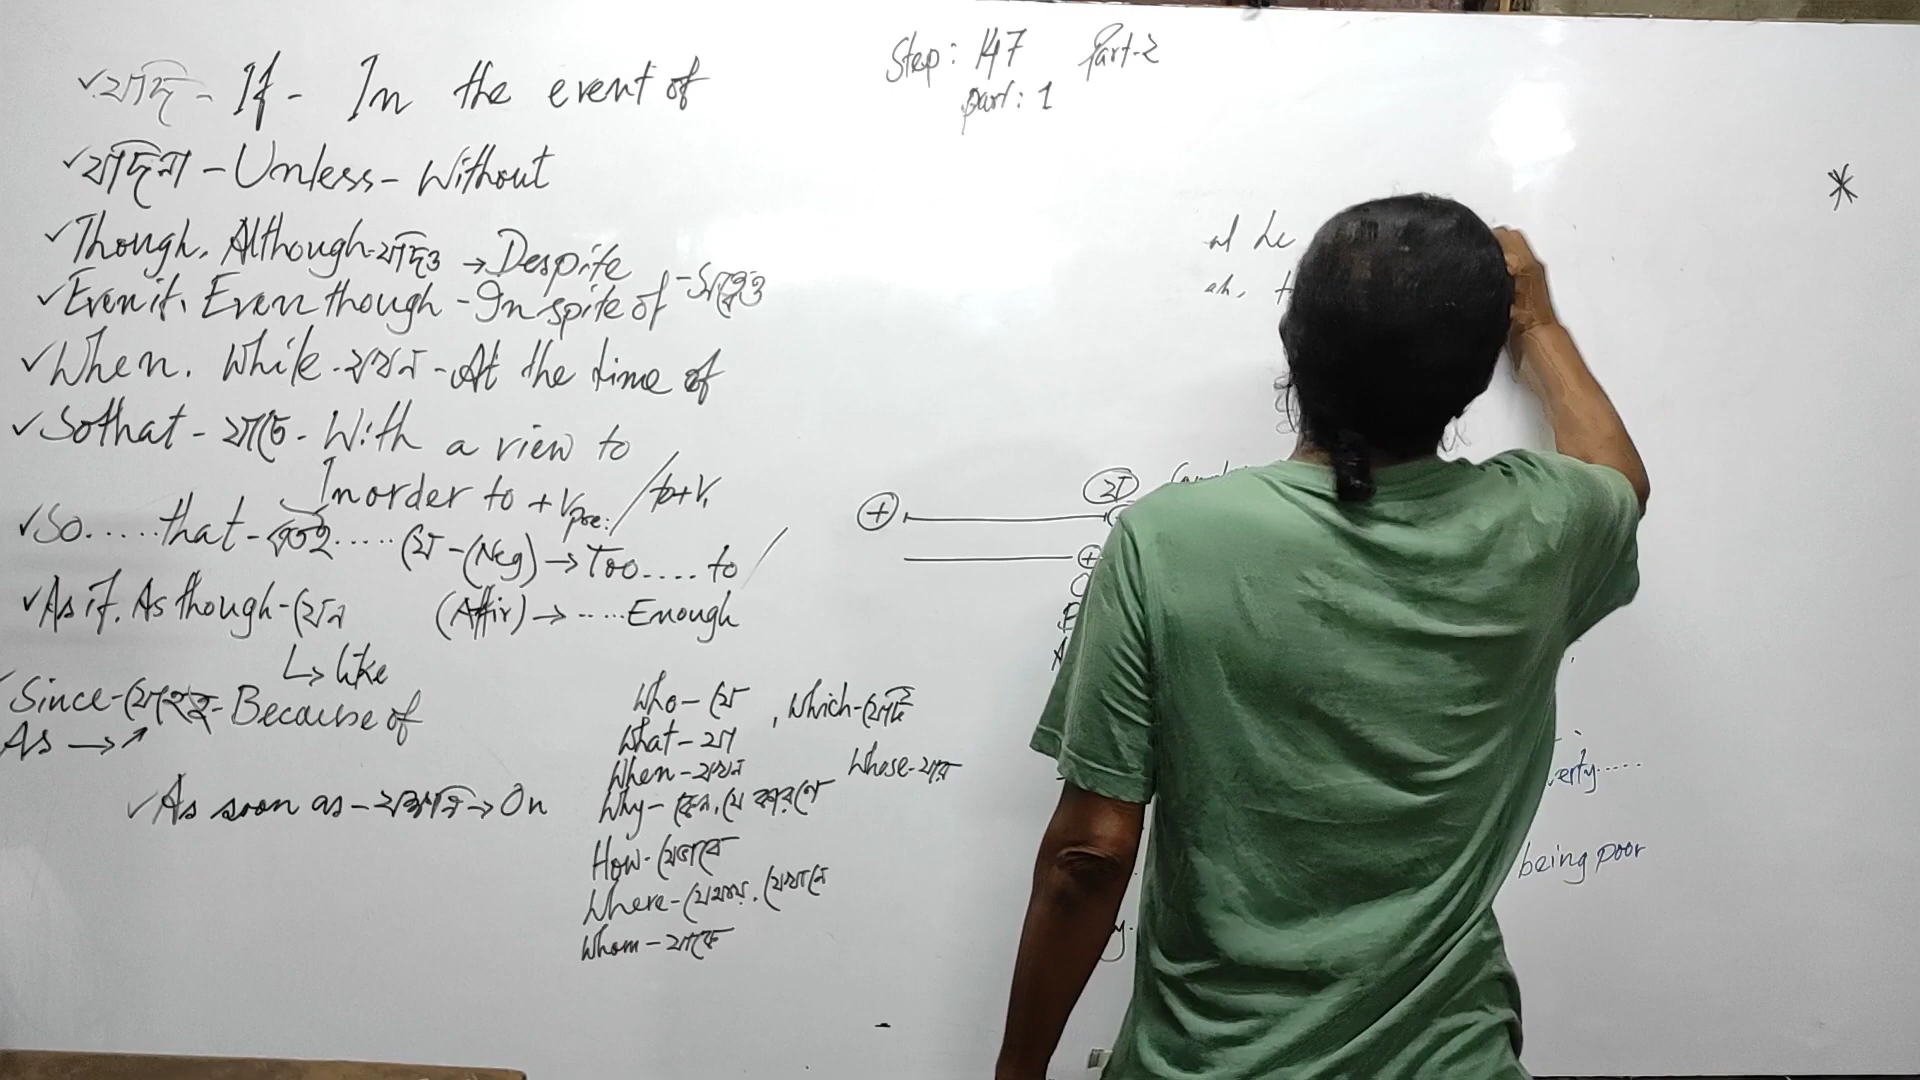 Step: 147 Part-2
Part: 1
✓যদি - If - In the event of
✓যদিনা - Unless - Without
✓Though, Although-যদিও → Despite
✓Even if, Even though - In spite of - সত্ত্বেও
✓When, While - যখন - At the time of
✓So that - যাতে - With a view to
In order to + Vpre: / to+V1
✓So.....that - এতই.....যে - (Neg) → Too.... to
✓As if, As though - যেন (Affir) → .....Enough
↳ like
Since - যেহেতু - Because of
As →↗
✓As soon as - যখনি → On
Who - যে, Which - যেটি
What - যা
When - যখন Whose - যার
Why - কেন, যে কারণে
How - যেভাবে
Where - যেথায়, যেখানে
Whom - যাকে
verty.....
being poor